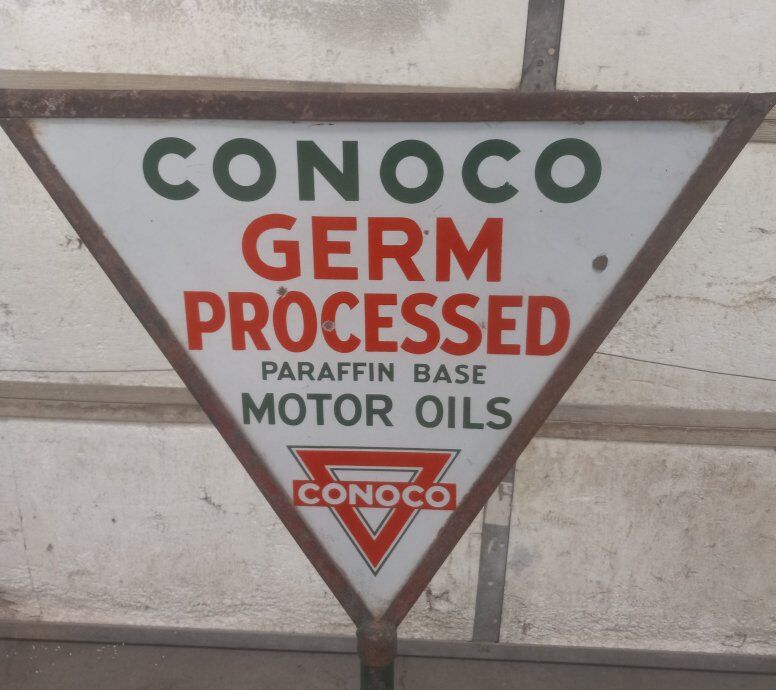 CONOCO
GERM
PROCESSED
PARAFFIN BASE
MOTOR OILS
CONOCO